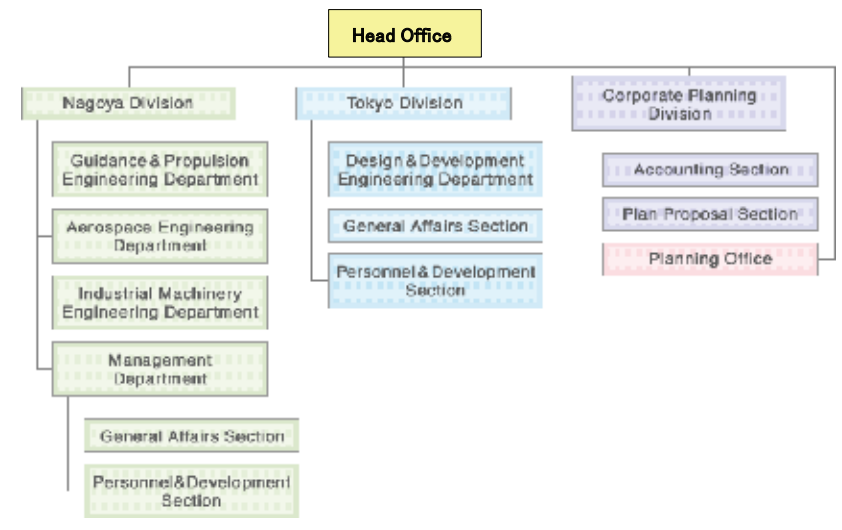 Head Office
Nagoya Division
Guidance & Propulsion
Engineering Department
Aerospace Engineering
Department
Industrial Machinery
Engineering Department
Management
Department
General Affairs Section
Personnel&Development
Section
Tokyo Division
Design & Development
Engineering Department
General Affairs Section
Personnel & Development
Section
Corporate Planning
Division
Accounting Section
Plan Proposal Section
Planning Office